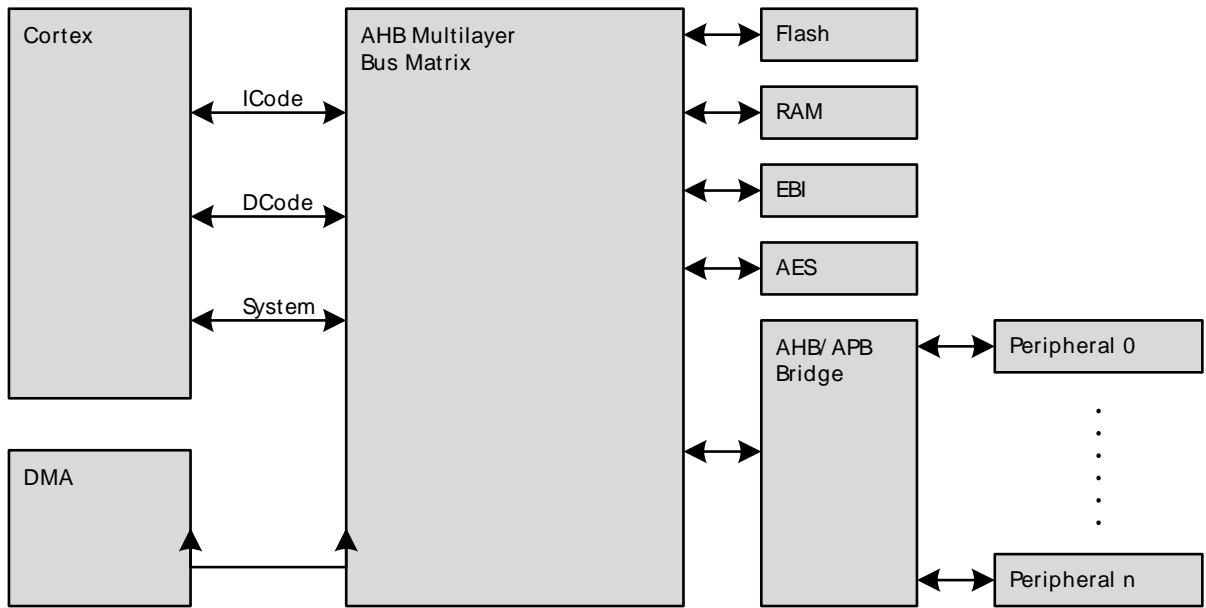 Cortex
AHB Multilayer
Bus Matrix
Flash
ICode
RAM
DCode
EBI
AES
System
AHB/APB
Bridge
Peripheral 0
DMA
Peripheral n